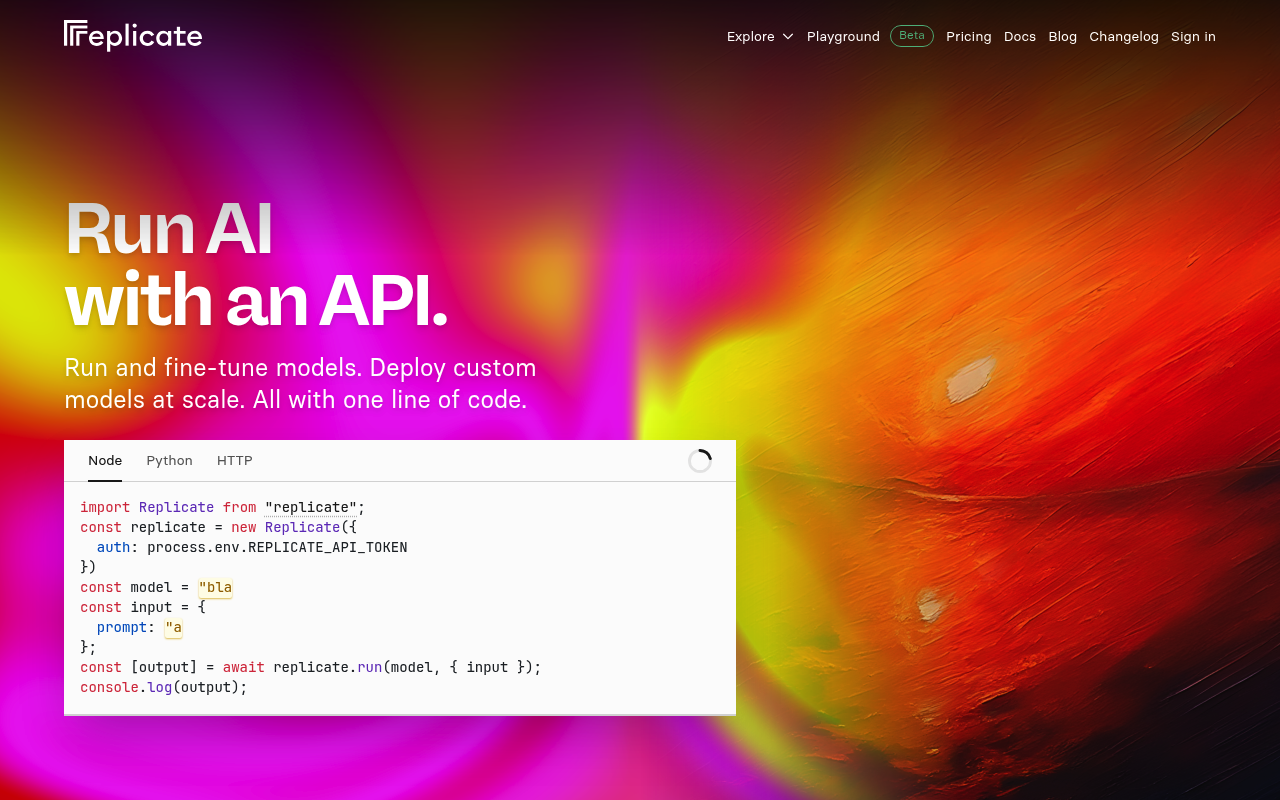 replicate
Explore Playground Beta Pricing Docs Blog Changelog Sign in
Run AI
with an API.
Run and fine-tune models. Deploy custom
models at scale. All with one line of code.
Node Python HTTP
import Replicate from "replicate";
const replicate = new Replicate({
  auth: process.env.REPLICATE_API_TOKEN
})
const model = "bla
const input = {
  prompt: "a
};
const [output] = await replicate.run(model, { input });
console.log(output);